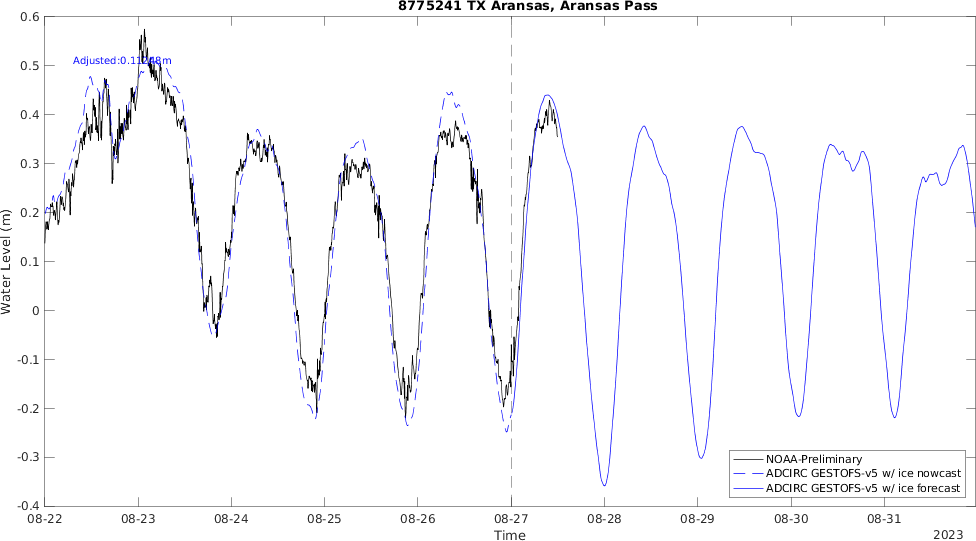 8775241 TX Aransas, Aransas Pass
0.6
0.5
0.4
0.3
0.2
0.1
0
-0.1
-0.2
-0.3
-0.4
Water Level (m)
NOAA-Preliminary
ADCIRC GESTOFS-v5 w/ ice nowcast
ADCIRC GESTOFS-v5 w/ ice forecast
08-22 08-23 08-24 08-25 08-26 08-27 08-28 08-29 08-30 08-31
Time
2023